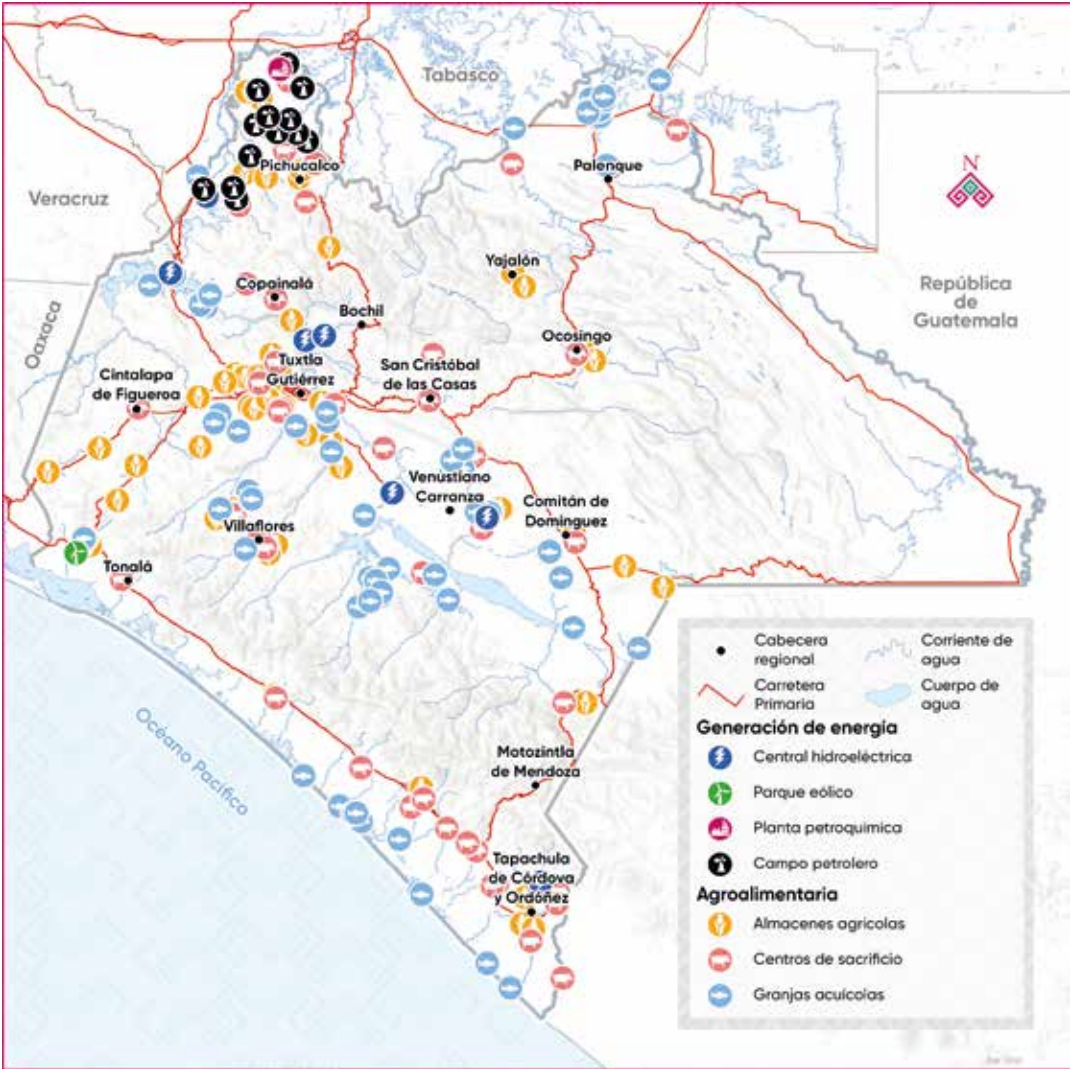 Tabasco
Veracruz
Pichucalco
Palenque
N
República
de
Guatemala
Yajalón
Copainalá
Oaxaca
Bochil
Ocosingo
Tuxtla
Gutiérrez
Cintalapa
de Figueroa
San Cristóbal
de las Casas
Venustiano
Carranza
Comitán de
Domínguez
Villaflores
Tonalá
Océano Pacífico
Motozintla
de Mendoza
Tapachula
de Córdova
y Ordóñez
Cabecera
regional
Corriente de
agua
Carretera
Primaria
Cuerpo de
agua
Generación de energía
Central hidroeléctrica
Parque eólico
Planta petroquímica
Campo petrolero
Agroalimentaria
Almacenes agrícolas
Centros de sacrificio
Granjas acuícolas